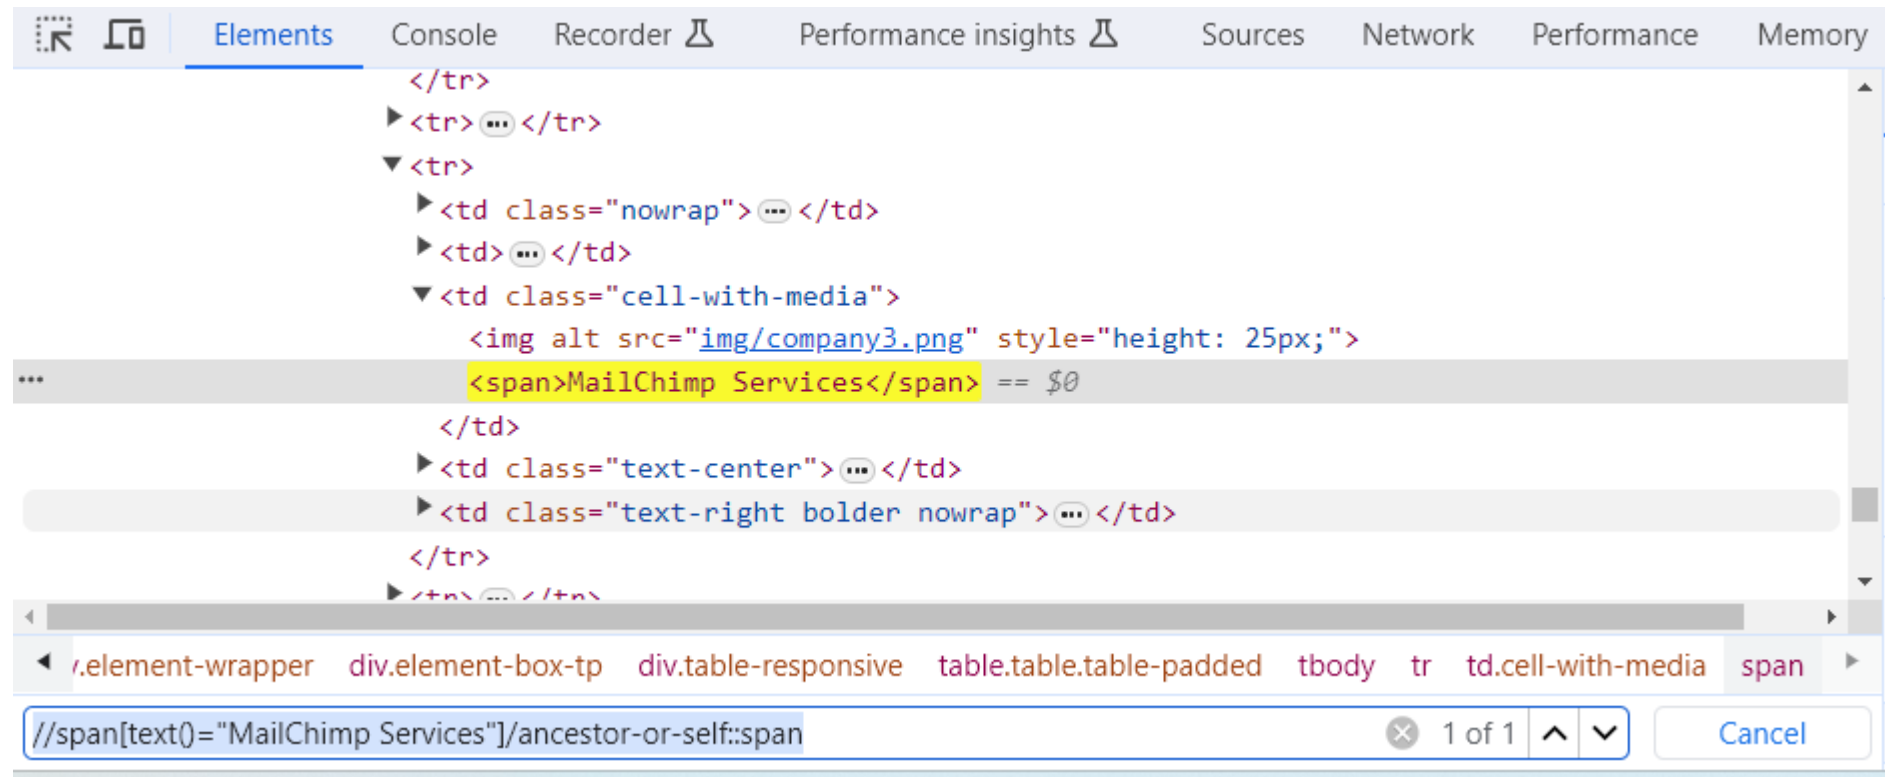 Elements Console Recorder Performance insights Sources Network Performance Memory
</tr>
<tr>…</tr>
<tr>
<td class="nowrap">…</td>
<td>…</td>
<td class="cell-with-media">
<img alt src="img/company3.png" style="height: 25px;">
… <span>MailChimp Services</span> == $0
</td>
<td class="text-center">…</td>
<td class="text-right bolder nowrap">…</td>
</tr>
<tr>…</tr>
.element-wrapper div.element-box-tp div.table-responsive table.table.table-padded tbody tr td.cell-with-media span
//span[text()="MailChimp Services"]/ancestor-or-self::span 1 of 1 Cancel